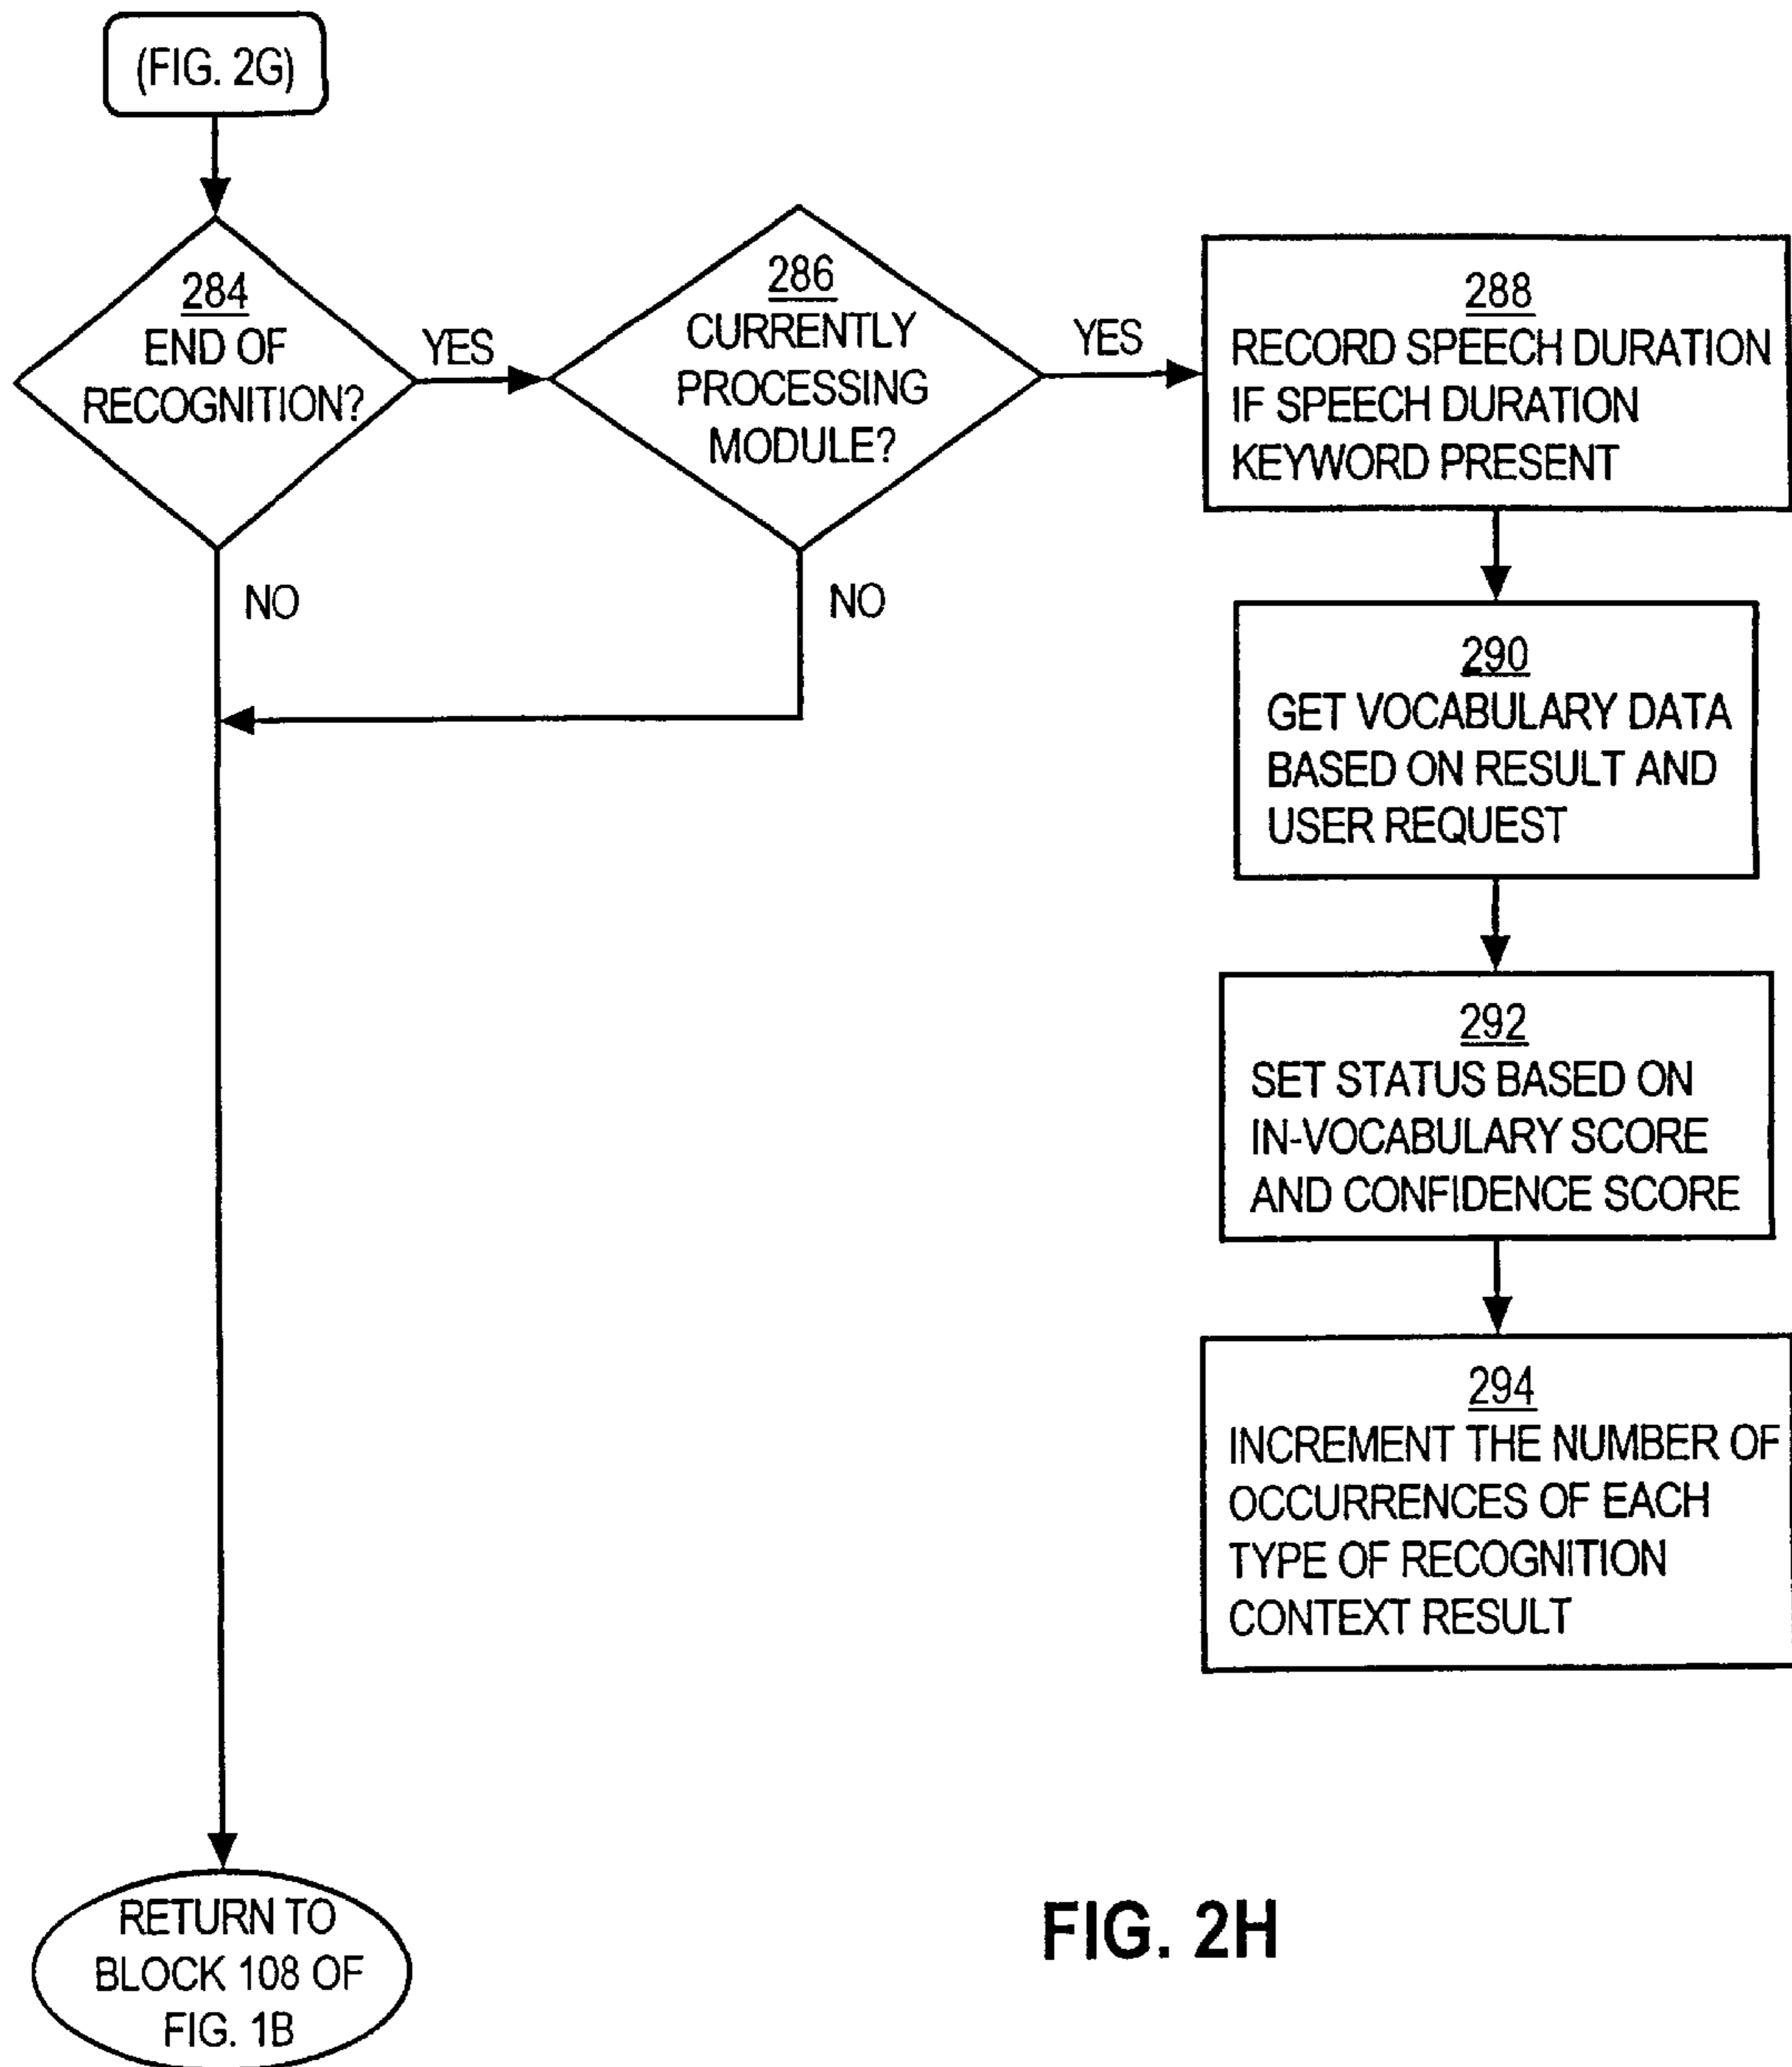 (FIG. 2G)
284
END OF
RECOGNITION?
YES
NO
286
CURRENTLY
PROCESSING
MODULE?
YES
NO
288
RECORD SPEECH DURATION
IF SPEECH DURATION
KEYWORD PRESENT
290
GET VOCABULARY DATA
BASED ON RESULT AND
USER REQUEST
292
SET STATUS BASED ON
IN-VOCABULARY SCORE
AND CONFIDENCE SCORE
294
INCREMENT THE NUMBER OF
OCCURRENCES OF EACH
TYPE OF RECOGNITION
CONTEXT RESULT
RETURN TO
BLOCK 108 OF
FIG. 1B
FIG. 2H